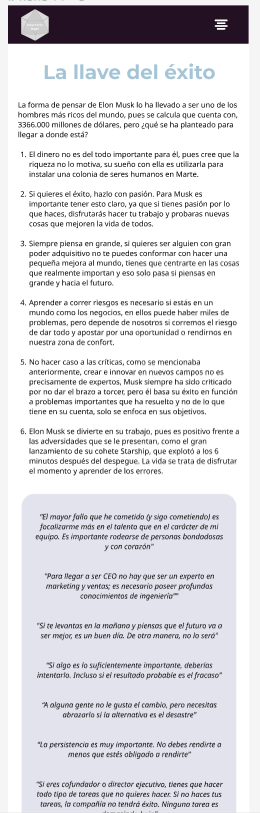 La llave del éxito
La forma de pensar de Elon Musk lo ha llevado a ser uno de los
hombres más ricos del mundo, pues se calcula que cuenta con,
3366.000 millones de dólares, pero ¿qué se ha planteado para
llegar a donde está?
1. El dinero no es del todo importante para él, pues cree que la
riqueza no lo motiva, su sueño con ella es utilizarla para
instalar una colonia de seres humanos en Marte.
2. Si quieres el éxito, hazlo con pasión. Para Musk es
importante tener esto claro, ya que si tienes pasión por lo
que haces, disfrutarás hacer tu trabajo y probaras nuevas
cosas que mejoren la vida de todos.
3. Siempre piensa en grande, si quieres ser alguien con gran
poder adquisitivo no te puedes conformar con hacer una
pequeña mejora al mundo, tienes que centrarte en las cosas
que realmente importan y eso solo pasa si piensas en
grande y hacia el futuro.
4. Aprender a correr riesgos es necesario si estás en un
mundo como los negocios, en ellos puede haber miles de
problemas, pero depende de nosotros si corremos el riesgo
de dar todo y apostar por una oportunidad o rendirnos en
nuestra zona de confort.
5. No hacer caso a las críticas, como se mencionaba
anteriormente, crear e innovar en nuevos campos no es
precisamente de expertos, Musk siempre ha sido criticado
por no dar el brazo a torcer, pero él basa su éxito en función
a problemas importantes que ha resuelto y no de lo que
tiene en su cuenta, solo se enfoca en sus objetivos.
6. Elon Musk se divierte en su trabajo, pues es positivo frente a
las adversidades que se le presentan, como el gran
lanzamiento de su cohete Starship, que explotó a los 6
minutos después del despegue. La vida se trata de disfrutar
el momento y aprender de los errores.
"El mayor fallo que he cometido (y sigo cometiendo) es
focalizarme más en el talento que en el carácter de mi
equipo. Es importante rodearse de personas bondadosas
y con corazón"
"Para llegar a ser CEO no hay que ser un experto en
marketing y ventas; es necesario poseer profundos
conocimientos de ingeniería""
"Si te levantas en la mañana y piensas que el futuro va a
ser mejor, es un buen día. De otra manera, no lo será"
"Si algo es lo suficientemente importante, deberías
intentarlo. Incluso si el resultado probable es el fracaso"
"A alguna gente no le gusta el cambio, pero necesitas
abrazarlo si la alternativa es el desastre"
"La persistencia es muy importante. No debes rendirte a
menos que estés obligado a rendirte"
"Si eres cofundador o director ejecutivo, tienes que hacer
todo tipo de tareas que no quieres hacer. Si no haces tus
tareas, la compañía no tendrá éxito. Ninguna tarea es